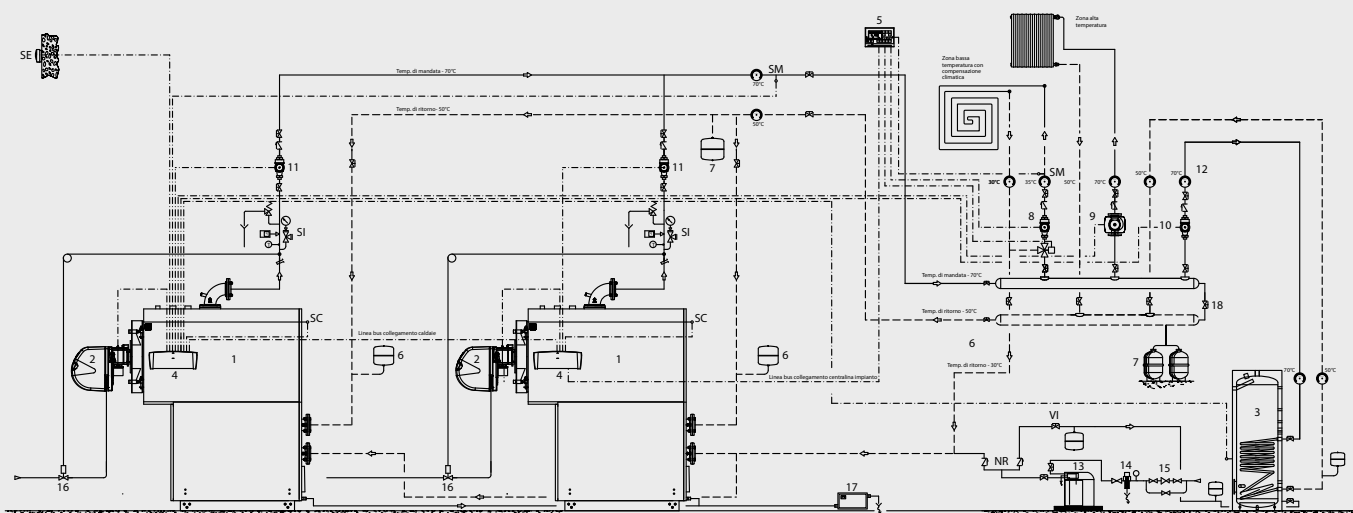 5
Zona alta
temperatura
SE
Temp. di mandata - 70°C
SM
70°C
Zona bassa
temperatura con
compensazione
climatica
Temp. di ritorno- 50°C
50°C
7
11
11
30°C
35°C
SM
50°C
70°C
50°C
70°C
12
8
9
10
SI
SI
Temp. di mandata - 70°C
18
Temp. di ritorno - 50°C
SC
SC
Linea bus collegamento caldaie
2
1
4
6
2
1
4
6
Linea bus collegamento centralina impianto
6
Temp. di ritorno - 30°C
7
70°C
50°C
3
VI
NR
13
14
15
16
16
17